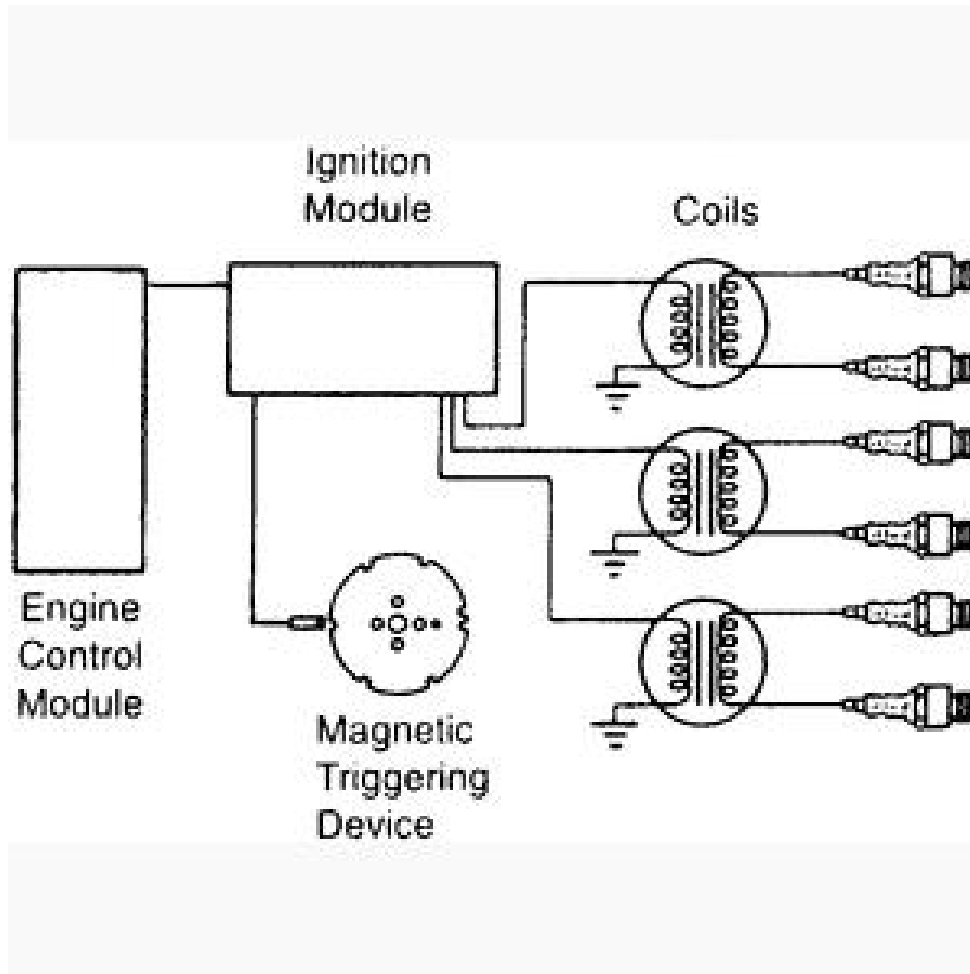 Ignition
Module
Coils
Engine
Control
Module
Magnetic
Triggering
Device